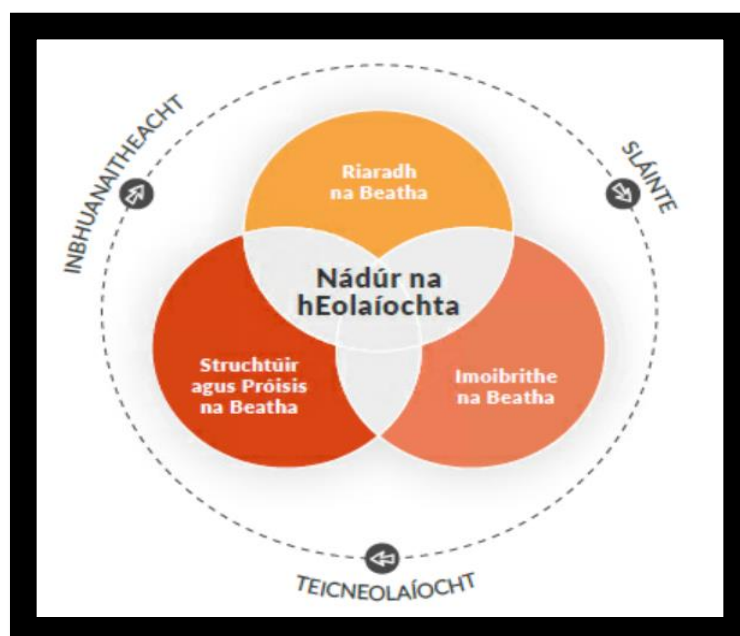 INBHUANAITHEACHT
SLÁINTE
Riaradh
na Beatha
Nádúr na
hEolaíochta
Struchtúir
agus Próisis
na Beatha
Imoibrithe
na Beatha
TEICNEOLAÍOCHT